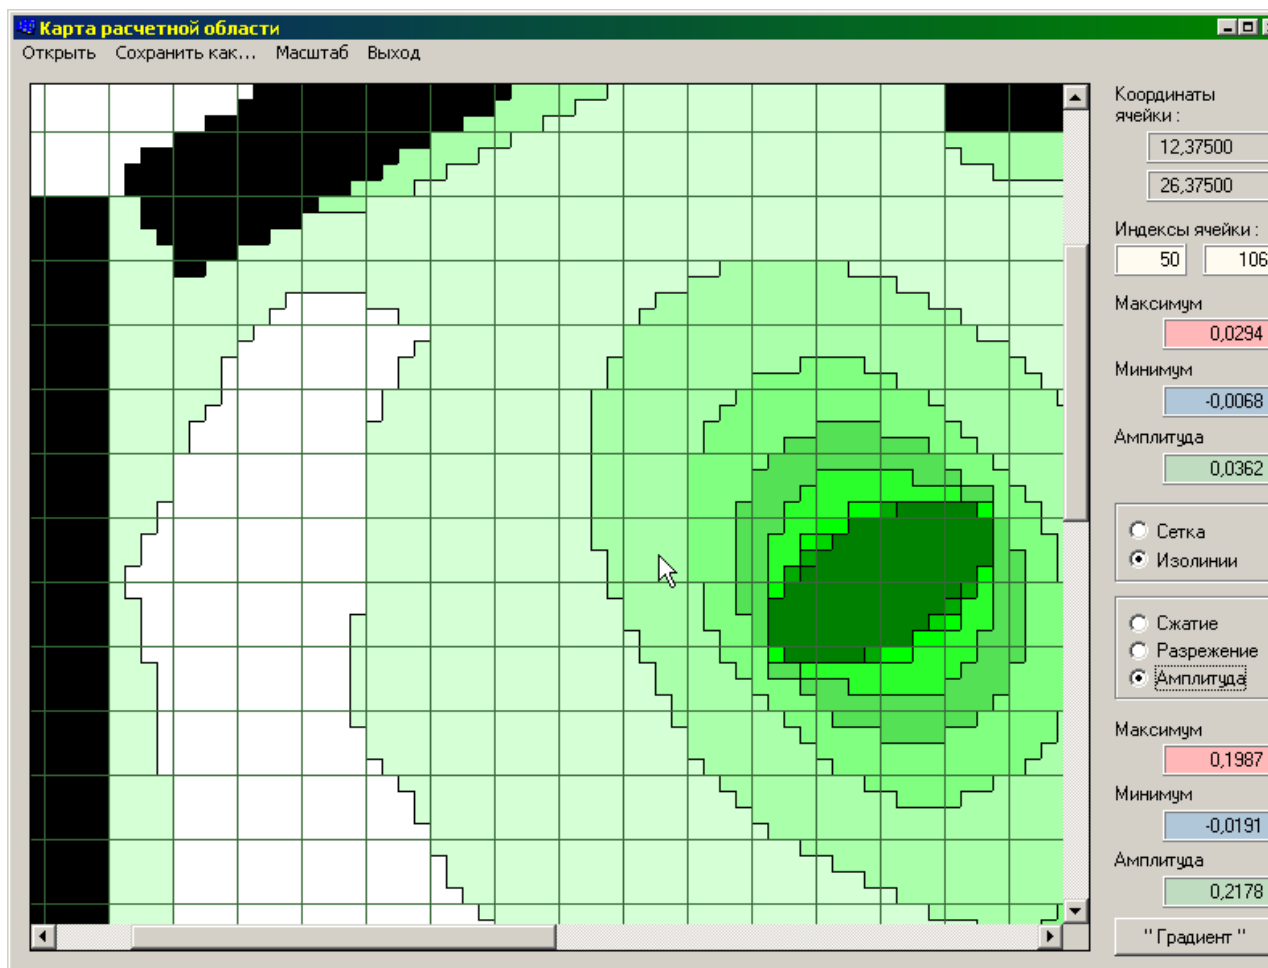 Карта расчетной области
Открыть Сохранить как... Масштаб Выход
Координаты
ячейки :
12,37500
26,37500
Индексы ячейки :
50 106
Максимум
0,0294
Минимум
-0,0068
Амплитуда
0,0362
Сетка
Изолинии
Сжатие
Разрежение
Амплитуда
Максимум
0,1987
Минимум
-0,0191
Амплитуда
0,2178
" Градиент "